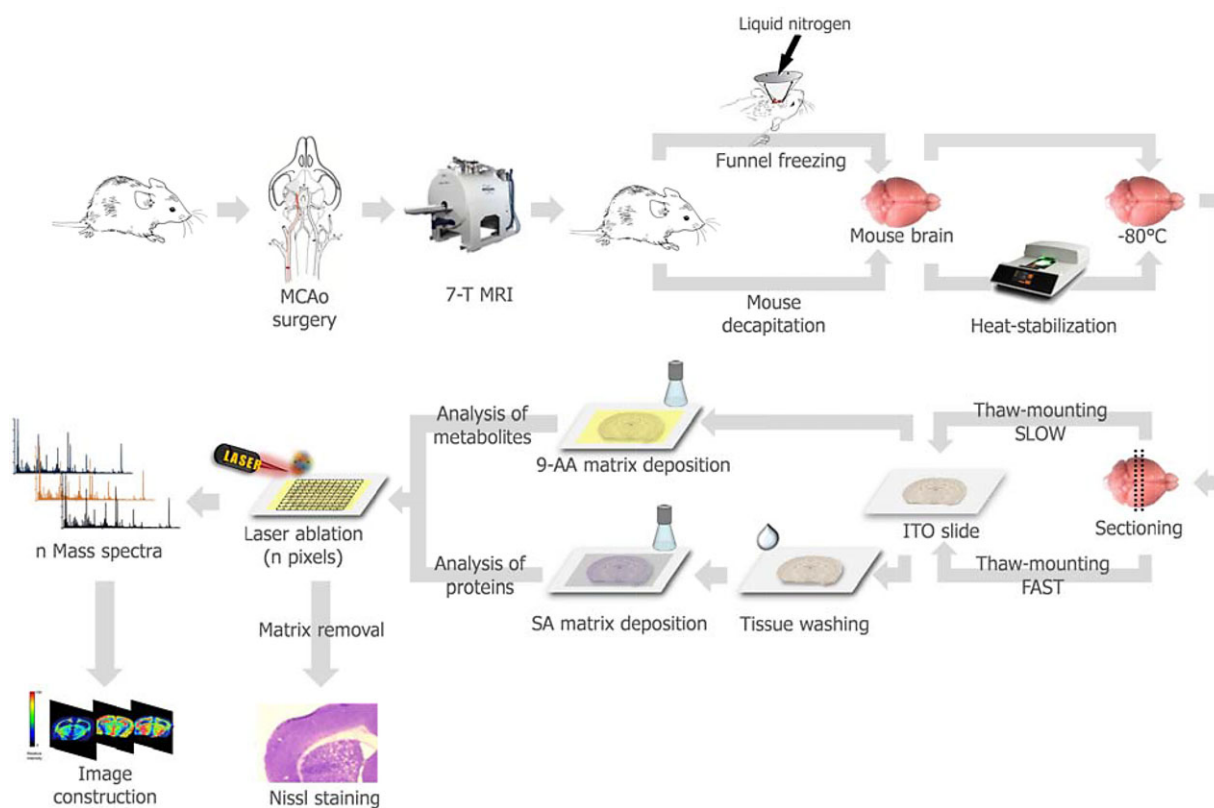 Liquid nitrogen
Funnel freezing
Mouse brain
-80°C
MCAo
surgery
7-T MRI
Mouse
decapitation
Heat-stabilization
Analysis of
metabolites
9-AA matrix deposition
Thaw-mounting
SLOW
LASER
n Mass spectra
Laser ablation
(n pixels)
ITO slide
Sectioning
Analysis of
proteins
SA matrix deposition
Tissue washing
Thaw-mounting
FAST
Matrix removal
Image
construction
Nissl staining